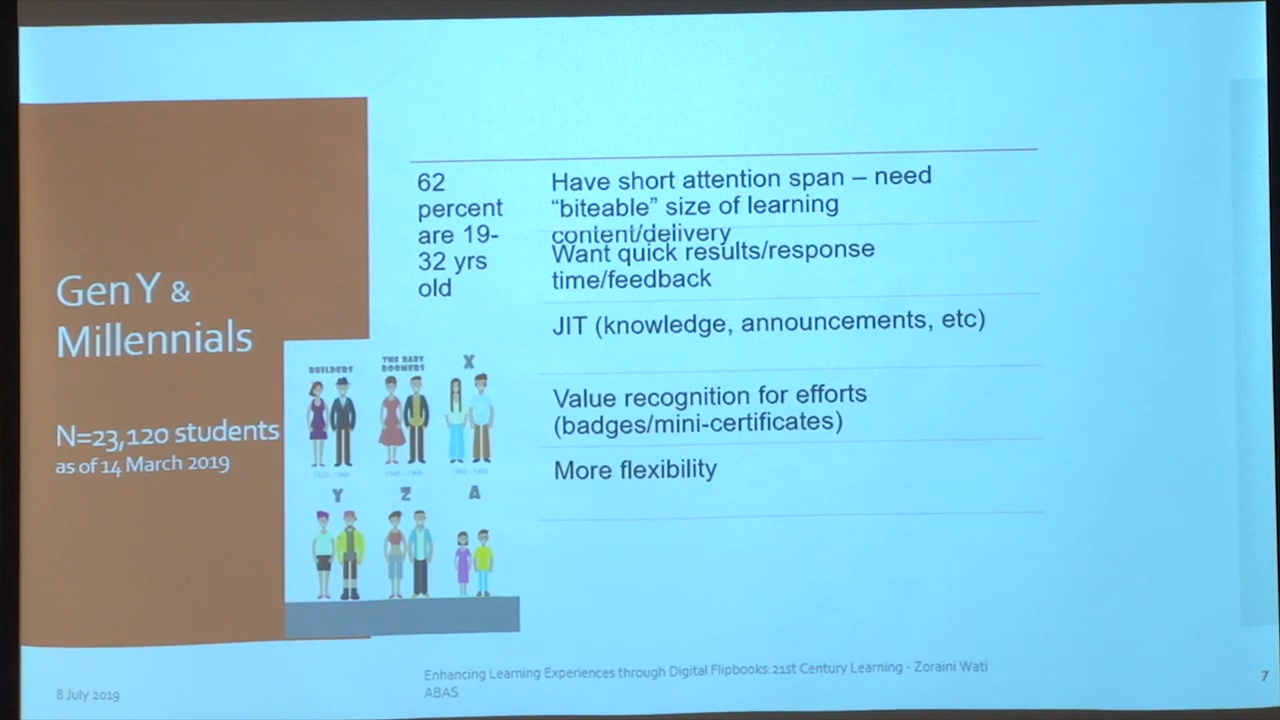 Gen Y &
Millennials
N=23,120 students
as of 14 March 2019
62
percent
are 19-
32 yrs
old
Have short attention span – need
“biteable” size of learning
content/delivery
Want quick results/response
time/feedback
JIT (knowledge, announcements, etc)
Value recognition for efforts
(badges/mini-certificates)
More flexibility
BUILDERS
THE BABY
BOOMERS
X
Y
Z
A
8 July 2019
Enhancing Learning Experiences through Digital Flipbooks: 21st Century Learning - Zoraini Wati
ABAS
7